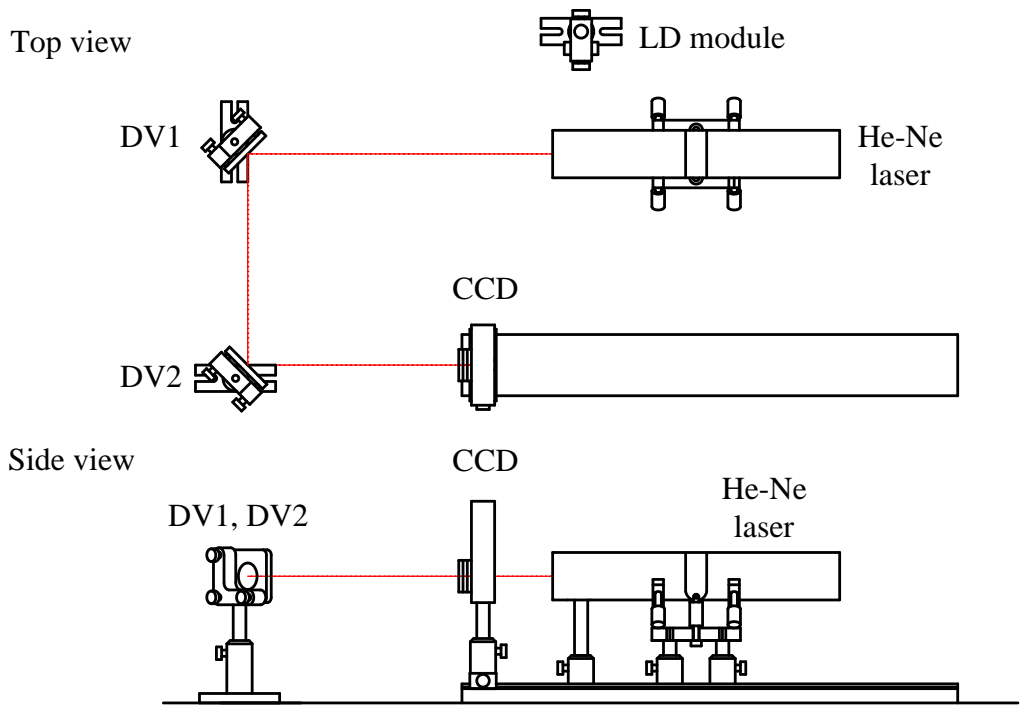 Top view
LD module
DV1
He-Ne
laser
CCD
DV2
Side view
CCD
He-Ne
laser
DV1, DV2